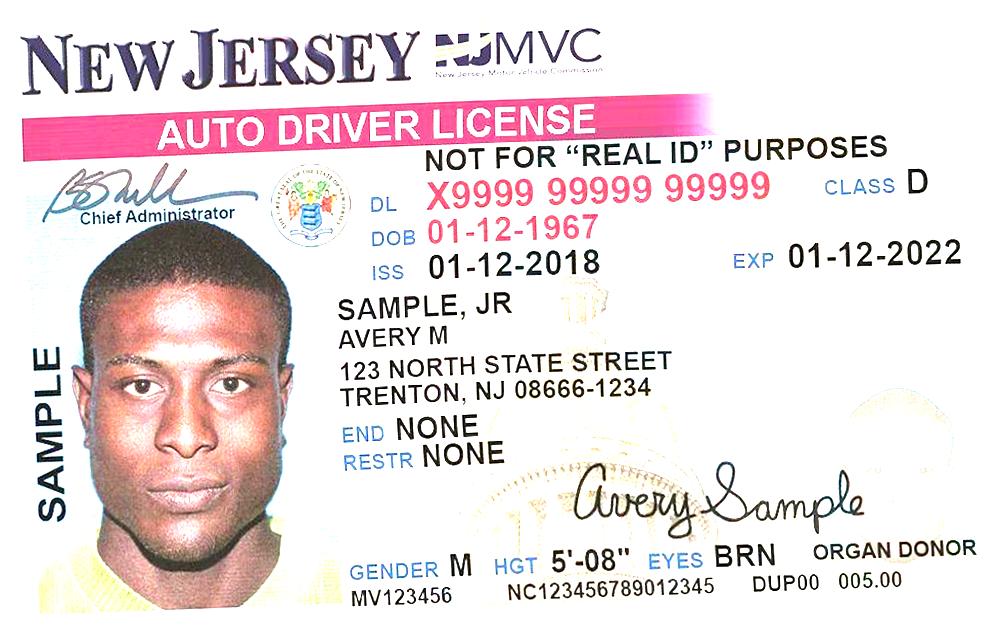 NEW JERSEY NJMVC
New Jersey Motor Vehicle Commission
AUTO DRIVER LICENSE
NOT FOR “REAL ID” PURPOSES
Chief Administrator
DL X9999 99999 99999 CLASS D
DOB 01-12-1967
ISS 01-12-2018 EXP 01-12-2022
SAMPLE, JR
AVERY M
123 NORTH STATE STREET
TRENTON, NJ 08666-1234
END NONE
RESTR NONE
SAMPLE
Avery Sample
GENDER M HGT 5'-08" EYES BRN ORGAN DONOR
MV123456 NC123456789012345 DUP00 005.00